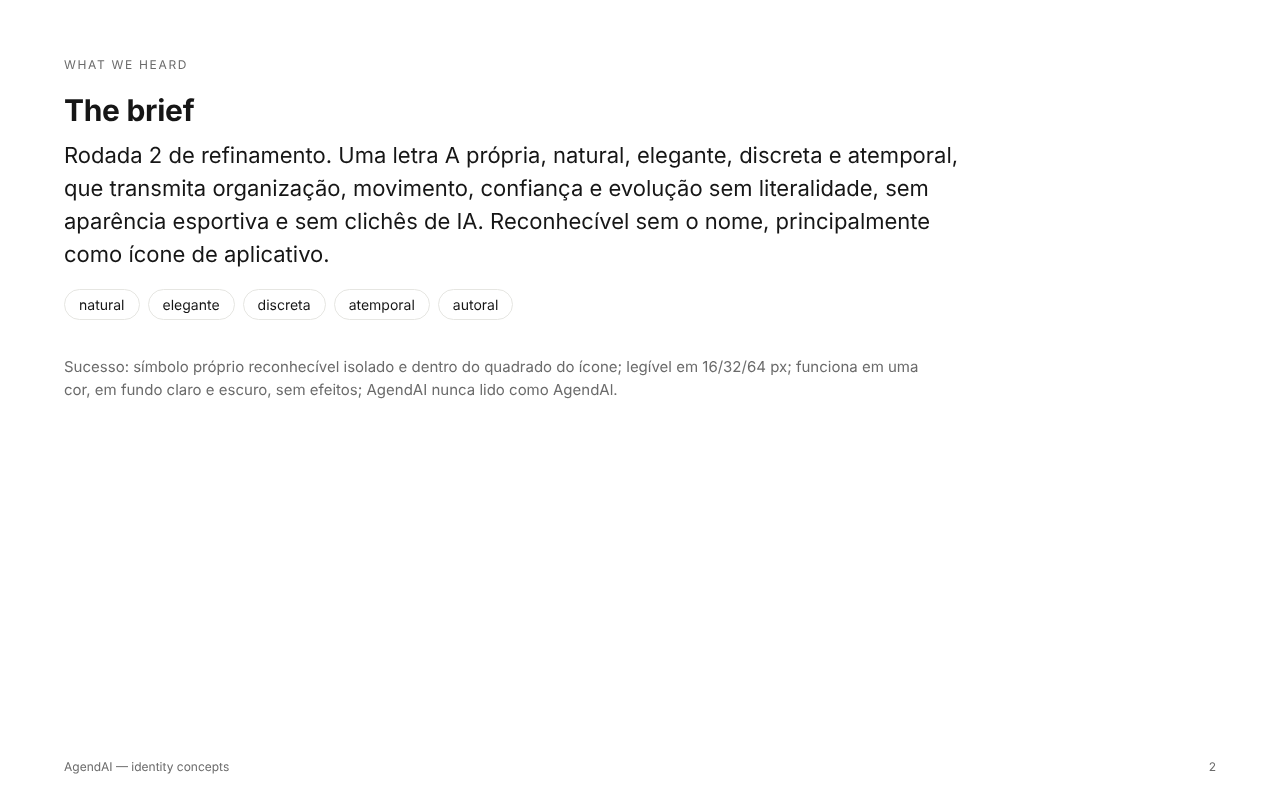 WHAT WE HEARD
The brief
Rodada 2 de refinamento. Uma letra A própria, natural, elegante, discreta e atemporal,
que transmita organização, movimento, confiança e evolução sem literalidade, sem
aparência esportiva e sem clichês de IA. Reconhecível sem o nome, principalmente
como ícone de aplicativo.
natural elegante discreta atemporal autoral
Sucesso: símbolo próprio reconhecível isolado e dentro do quadrado do ícone; legível em 16/32/64 px; funciona em uma
cor, em fundo claro e escuro, sem efeitos; AgendAI nunca lido como AgendAl.
AgendAI — identity concepts 2